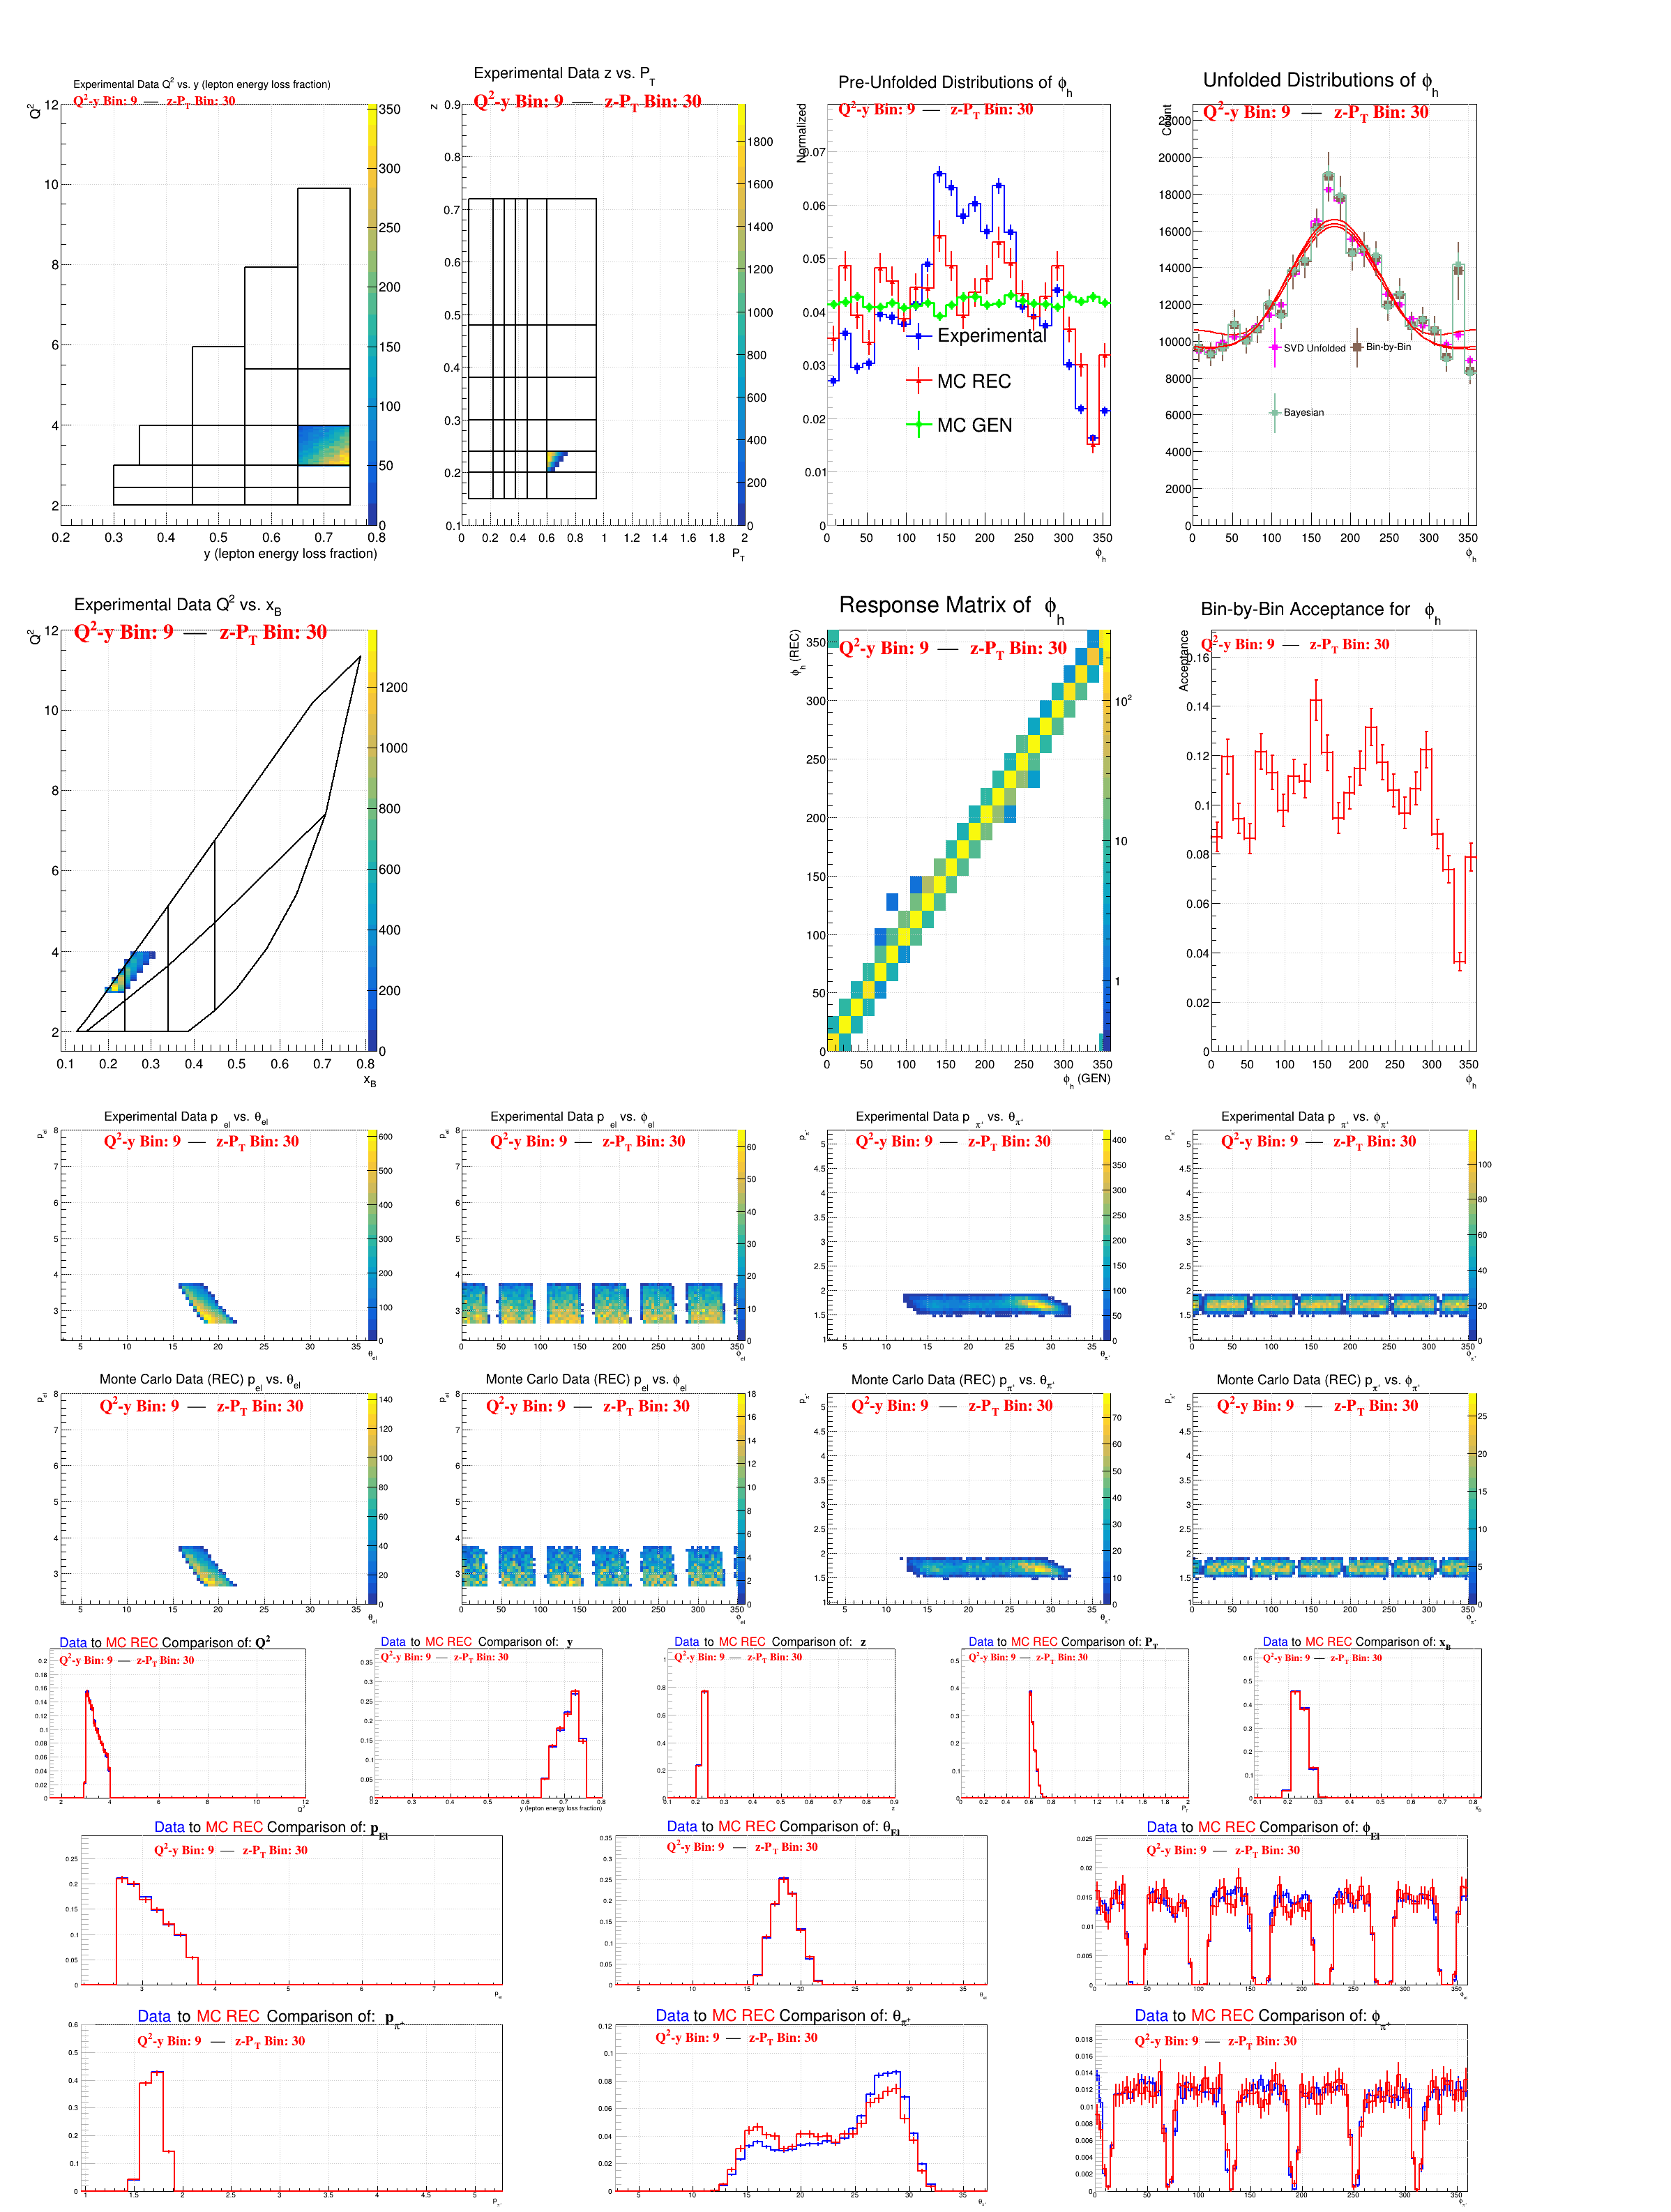 Experimental Data Q² vs. y (lepton energy loss fraction)
Q²-y Bin: 9 — z-P_T Bin: 30
Q²
y (lepton energy loss fraction)
Experimental Data z vs. P_T
Q²-y Bin: 9 — z-P_T Bin: 30
z
P_T
Pre-Unfolded Distributions of φ_h
Q²-y Bin: 9 — z-P_T Bin: 30
Normalized
Experimental
MC REC
MC GEN
φ_h
Unfolded Distributions of φ_h
Q²-y Bin: 9 — z-P_T Bin: 30
Count
SVD Unfolded
Bin-by-Bin
Bayesian
φ_h
Experimental Data Q² vs. x_B
Q²-y Bin: 9 — z-P_T Bin: 30
Q²
x_B
Response Matrix of φ_h
Q²-y Bin: 9 — z-P_T Bin: 30
φ_h (REC)
φ_h (GEN)
Bin-by-Bin Acceptance for φ_h
Q²-y Bin: 9 — z-P_T Bin: 30
Acceptance
φ_h
Experimental Data p_el vs. θ_el
Q²-y Bin: 9 — z-P_T Bin: 30
Experimental Data p_el vs. φ_el
Q²-y Bin: 9 — z-P_T Bin: 30
Experimental Data p_π⁺ vs. θ_π⁺
Q²-y Bin: 9 — z-P_T Bin: 30
Experimental Data p_π⁺ vs. φ_π⁺
Q²-y Bin: 9 — z-P_T Bin: 30
Monte Carlo Data (REC) p_el vs. θ_el
Q²-y Bin: 9 — z-P_T Bin: 30
Monte Carlo Data (REC) p_el vs. φ_el
Q²-y Bin: 9 — z-P_T Bin: 30
Monte Carlo Data (REC) p_π⁺ vs. θ_π⁺
Q²-y Bin: 9 — z-P_T Bin: 30
Monte Carlo Data (REC) p_π⁺ vs. φ_π⁺
Q²-y Bin: 9 — z-P_T Bin: 30
Data to MC REC Comparison of: Q²
Q²-y Bin: 9 — z-P_T Bin: 30
Data to MC REC Comparison of: y
Q²-y Bin: 9 — z-P_T Bin: 30
y (lepton energy loss fraction)
Data to MC REC Comparison of: z
Q²-y Bin: 9 — z-P_T Bin: 30
Data to MC REC Comparison of: P_T
Q²-y Bin: 9 — z-P_T Bin: 30
Data to MC REC Comparison of: x_B
Q²-y Bin: 9 — z-P_T Bin: 30
Data to MC REC Comparison of: p_El
Q²-y Bin: 9 — z-P_T Bin: 30
Data to MC REC Comparison of: θ_El
Q²-y Bin: 9 — z-P_T Bin: 30
Data to MC REC Comparison of: φ_El
Q²-y Bin: 9 — z-P_T Bin: 30
Data to MC REC Comparison of: p_π⁺
Q²-y Bin: 9 — z-P_T Bin: 30
Data to MC REC Comparison of: θ_π⁺
Q²-y Bin: 9 — z-P_T Bin: 30
Data to MC REC Comparison of: φ_π⁺
Q²-y Bin: 9 — z-P_T Bin: 30